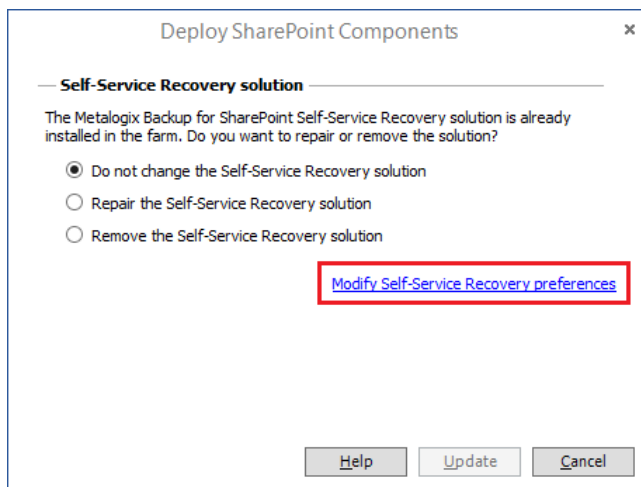 Deploy SharePoint Components
Self-Service Recovery solution
The Metalogix Backup for SharePoint Self-Service Recovery solution is already
installed in the farm. Do you want to repair or remove the solution?
Do not change the Self-Service Recovery solution
Repair the Self-Service Recovery solution
Remove the Self-Service Recovery solution
Modify Self-Service Recovery preferences
Help Update Cancel